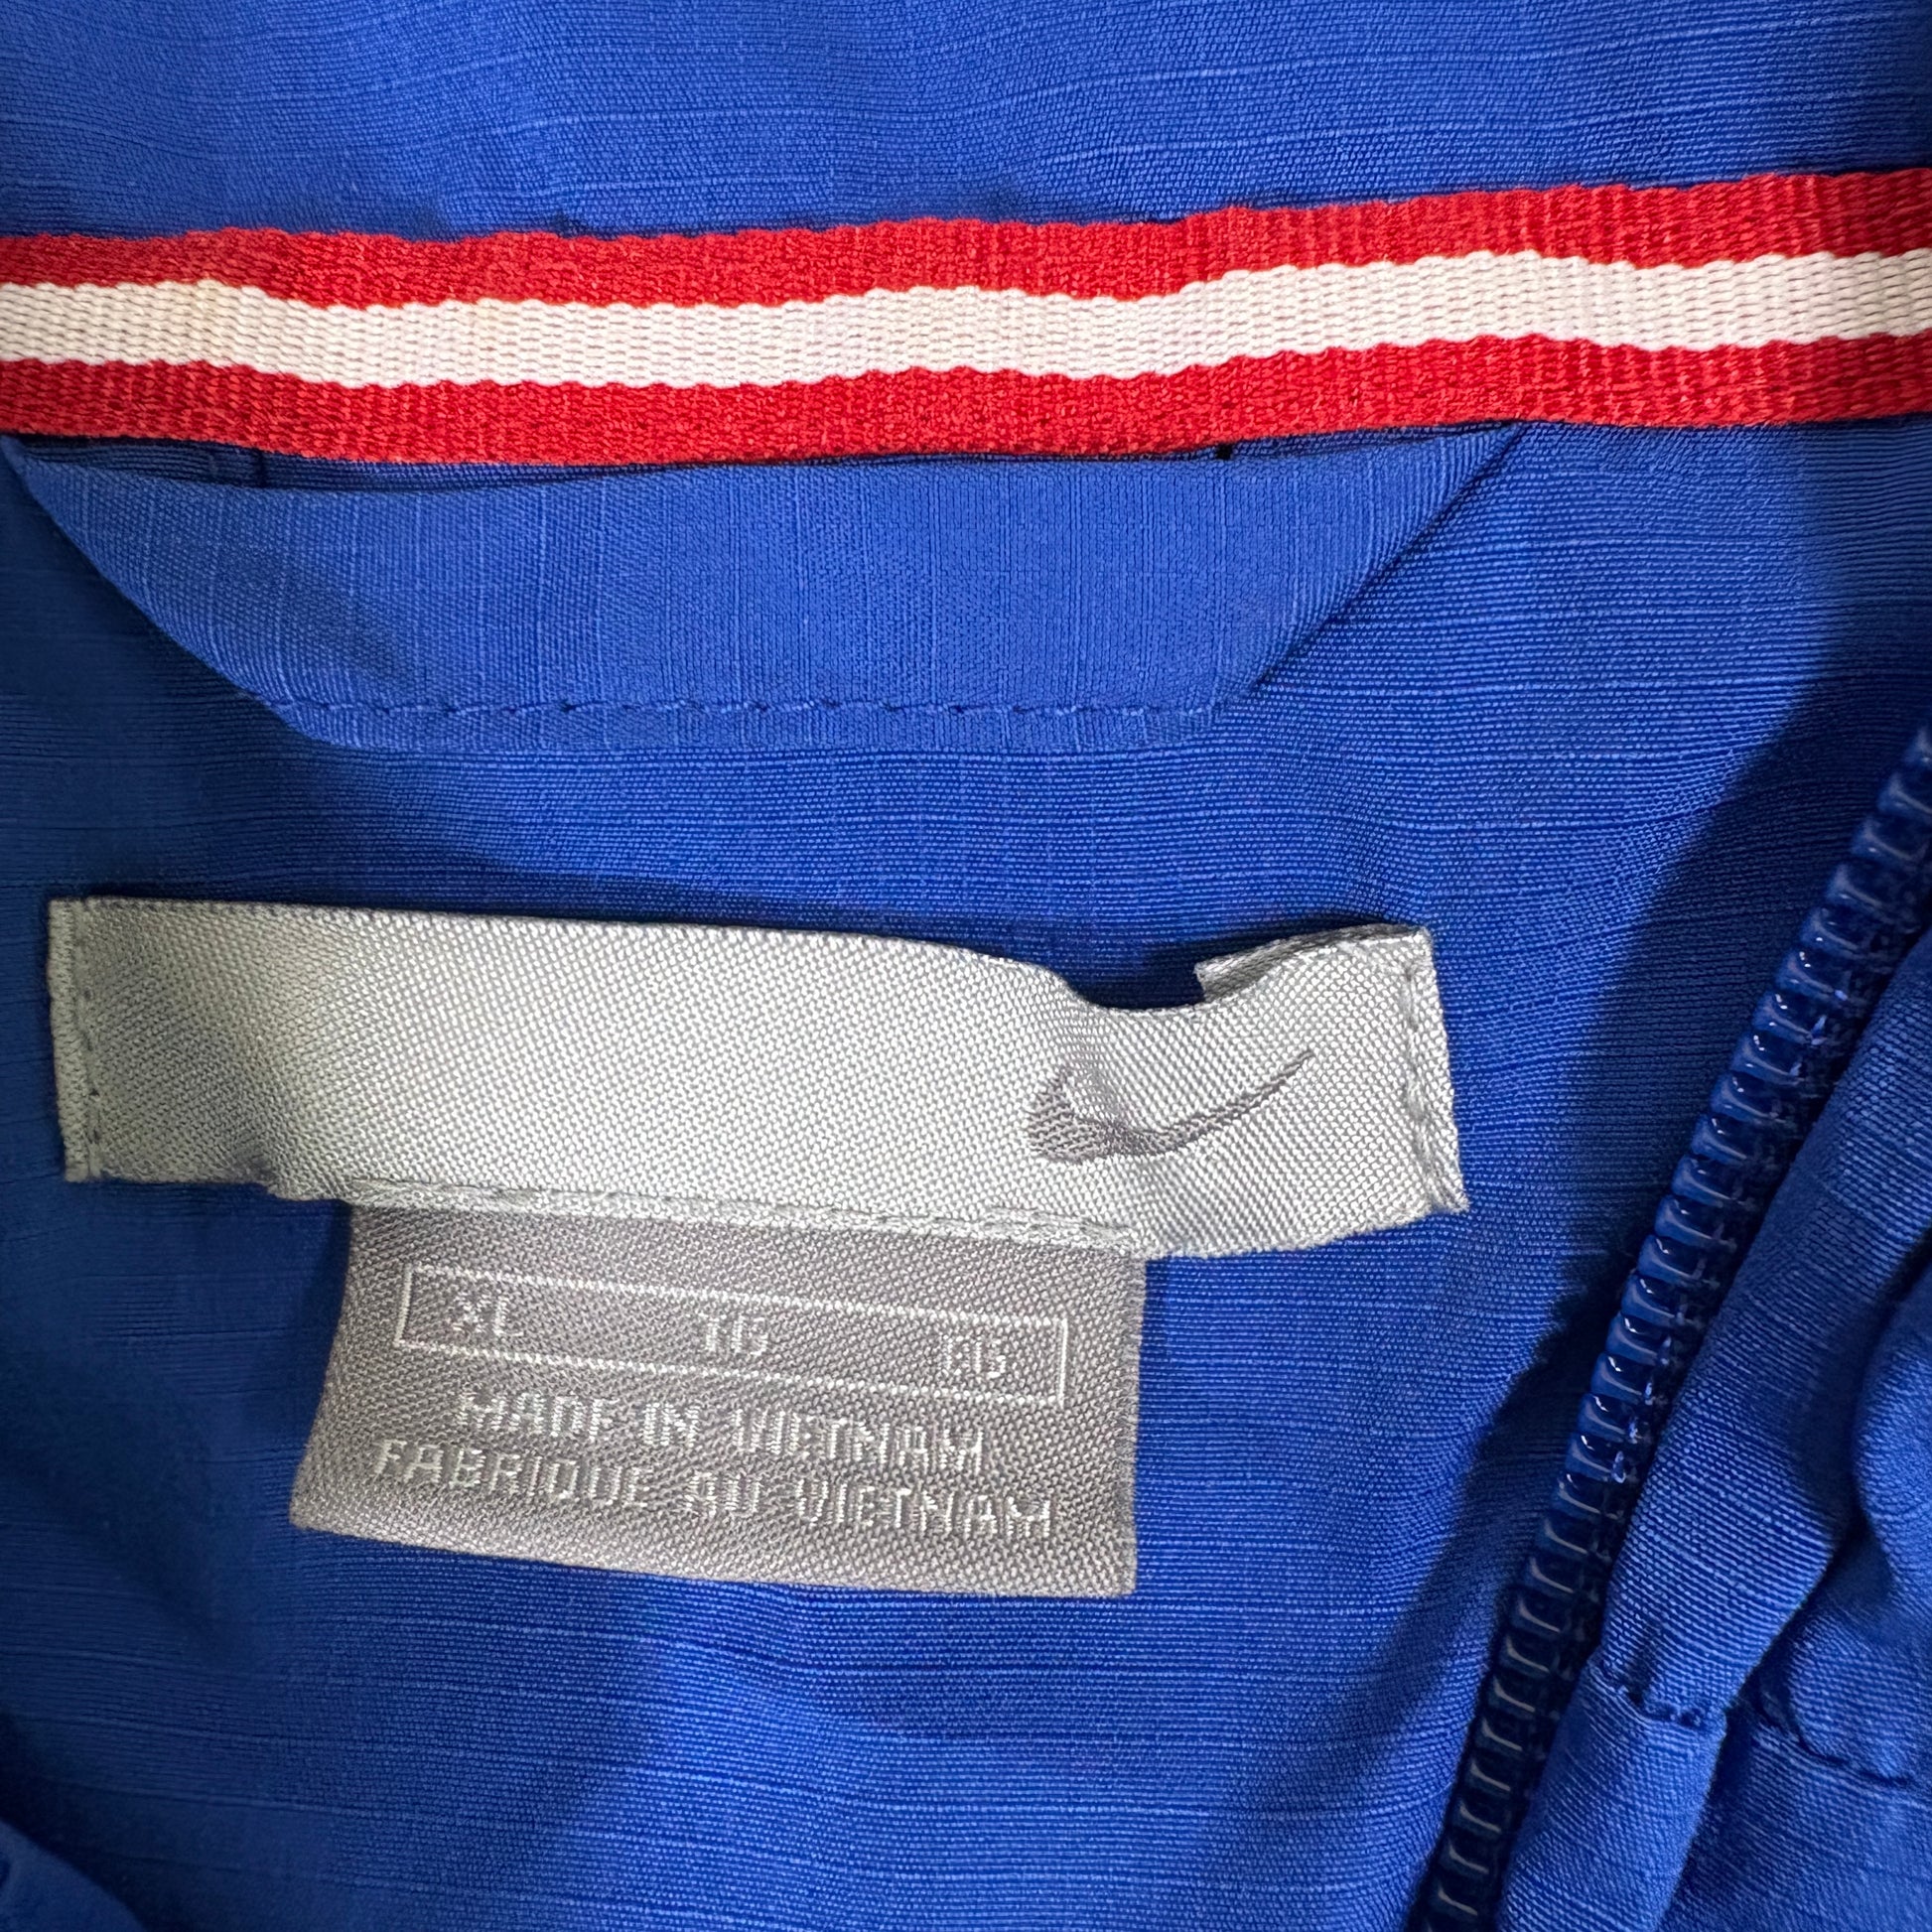 XL TG EG
MADE IN VIETNAM
FABRIQUE AU VIETNAM